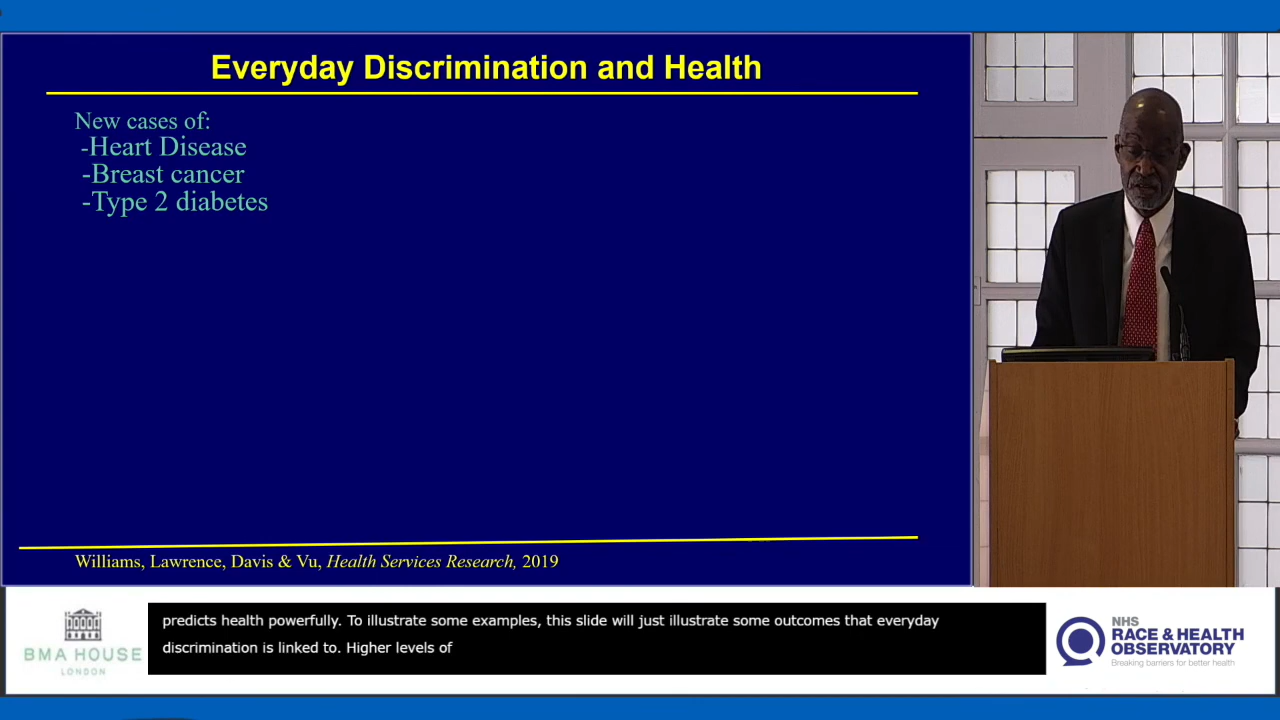 Everyday Discrimination and Health
New cases of:
-Heart Disease
-Breast cancer
-Type 2 diabetes
Williams, Lawrence, Davis & Vu, Health Services Research, 2019
predicts health powerfully. To illustrate some examples, this slide will just illustrate some outcomes that everyday
discrimination is linked to. Higher levels of
BMA HOUSE
LONDON
NHS
RACE & HEALTH
OBSERVATORY
Breaking barriers for better health